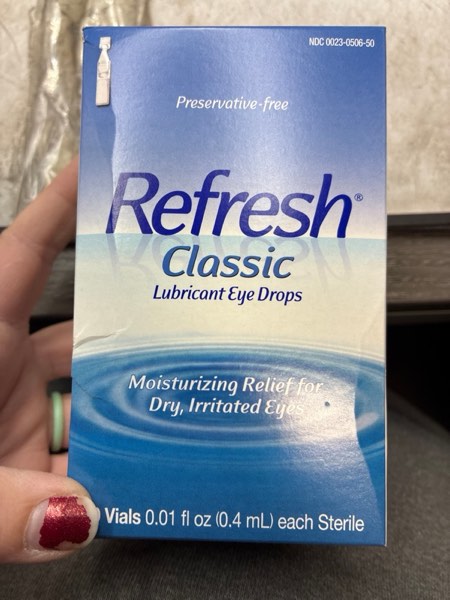 NDC 0023-0506-50
Preservative-free
Refresh®
Classic
Lubricant Eye Drops
Moisturizing Relief for
Dry, Irritated Eyes
Vials 0.01 fl oz (0.4 mL) each Sterile